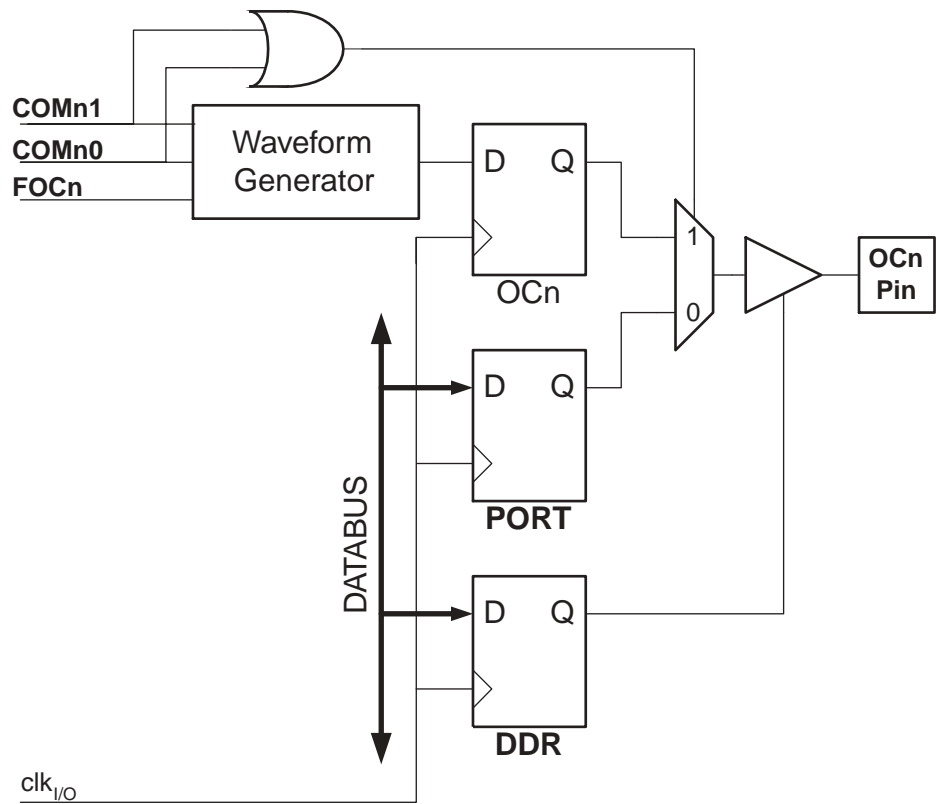 COMn1
COMn0
FOCn
Waveform
Generator
D Q
OCn
1
0
OCn
Pin
D Q
PORT
DATABUS
D Q
DDR
clkI/O